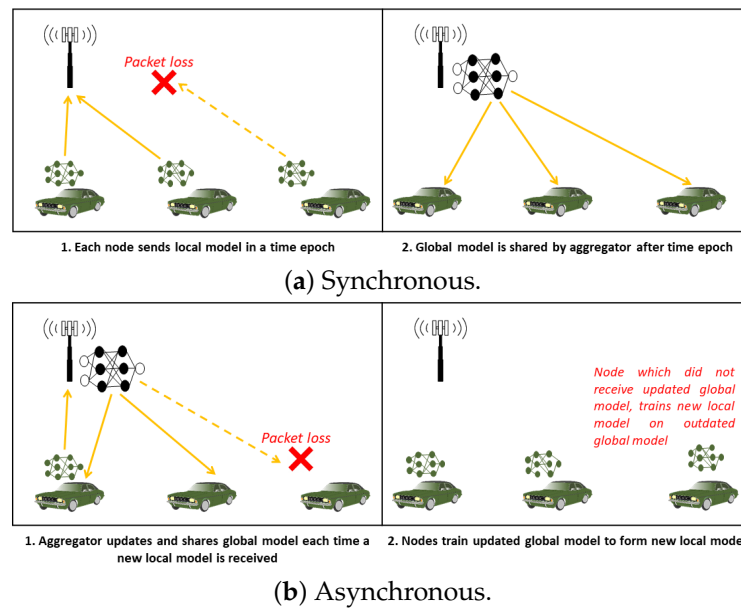 Packet loss
1. Each node sends local model in a time epoch
2. Global model is shared by aggregator after time epoch
(a) Synchronous.
Packet loss
Node which did not
receive updated global
model, trains new local
model on outdated
global model
1. Aggregator updates and shares global model each time a
new local model is received
2. Nodes train updated global model to form new local mode
(b) Asynchronous.